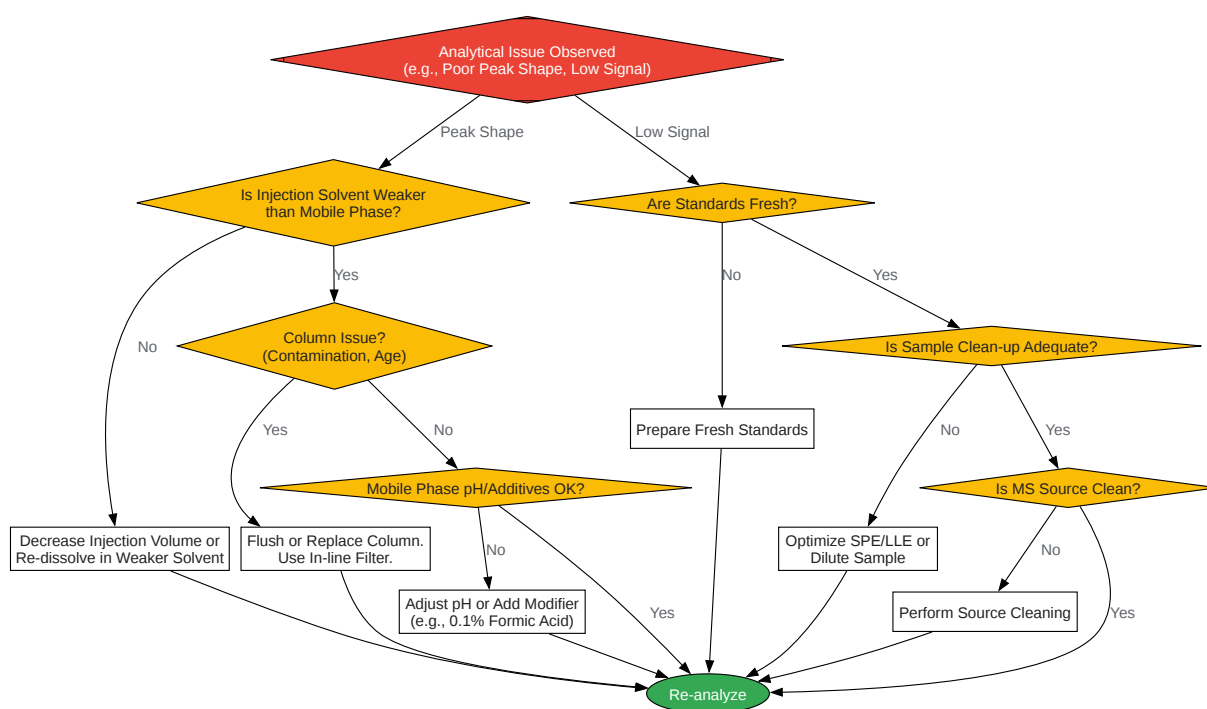 Analytical Issue Observed
(e.g., Poor Peak Shape, Low Signal)
Peak Shape
Low Signal
Is Injection Solvent Weaker
than Mobile Phase?
Are Standards Fresh?
Yes
No
Yes
No
Column Issue?
(Contamination, Age)
Is Sample Clean-up Adequate?
Yes
No
Prepare Fresh Standards
No
Yes
Mobile Phase pH/Additives OK?
Is MS Source Clean?
Decrease Injection Volume or
Re-dissolve in Weaker Solvent
Flush or Replace Column.
Use In-line Filter.
No
Optimize SPE/LLE or
Dilute Sample
No
Adjust pH or Add Modifier
(e.g., 0.1% Formic Acid)
Yes
Perform Source Cleaning
Yes
Re-analyze